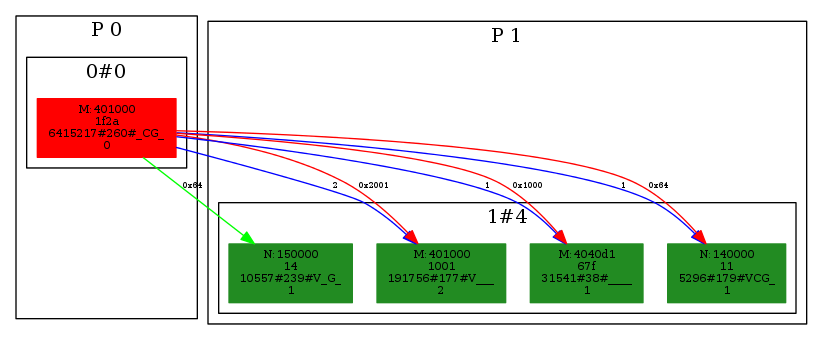 P 0
P 1
0#0
M:401000
1f2a
6415217#260#_CG_
0
0x64
2
0x2001
1
0x1000
1
0x64
1#4
N:150000
14
10557#239#V_G_
1
M:401000
1001
191756#177#V___
2
M:4040d1
67f
31541#38#____
1
N:140000
11
5296#179#VCG_
1